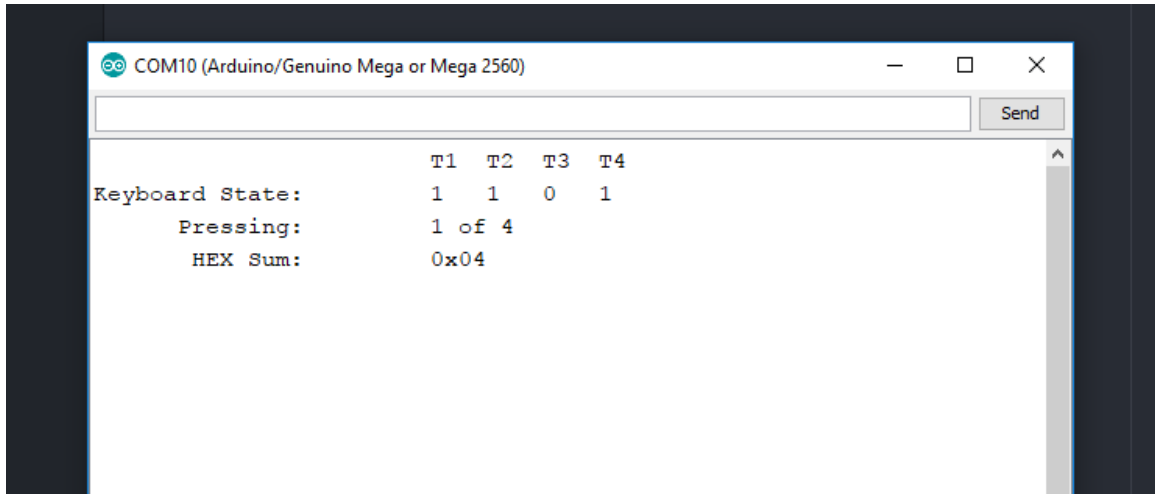 COM10 (Arduino/Genuino Mega or Mega 2560)
Send
T1 T2 T3 T4
Keyboard State: 1 1 0 1
Pressing: 1 of 4
HEX Sum: 0x04